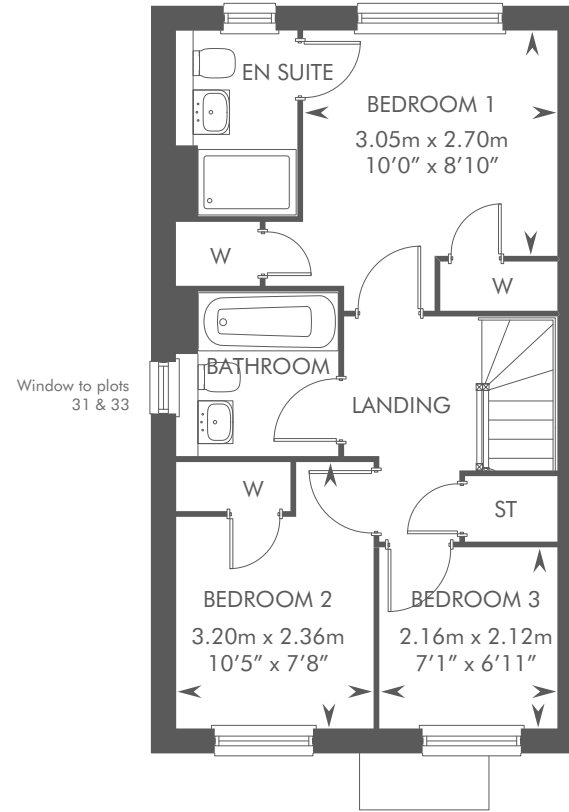 EN SUITE
BEDROOM 1
3.05m x 2.70m
10’0” x 8’10”
W
W
BATHROOM
Window to plots
31 & 33
LANDING
W
ST
BEDROOM 2
3.20m x 2.36m
10’5” x 7’8”
BEDROOM 3
2.16m x 2.12m
7’1” x 6’11”